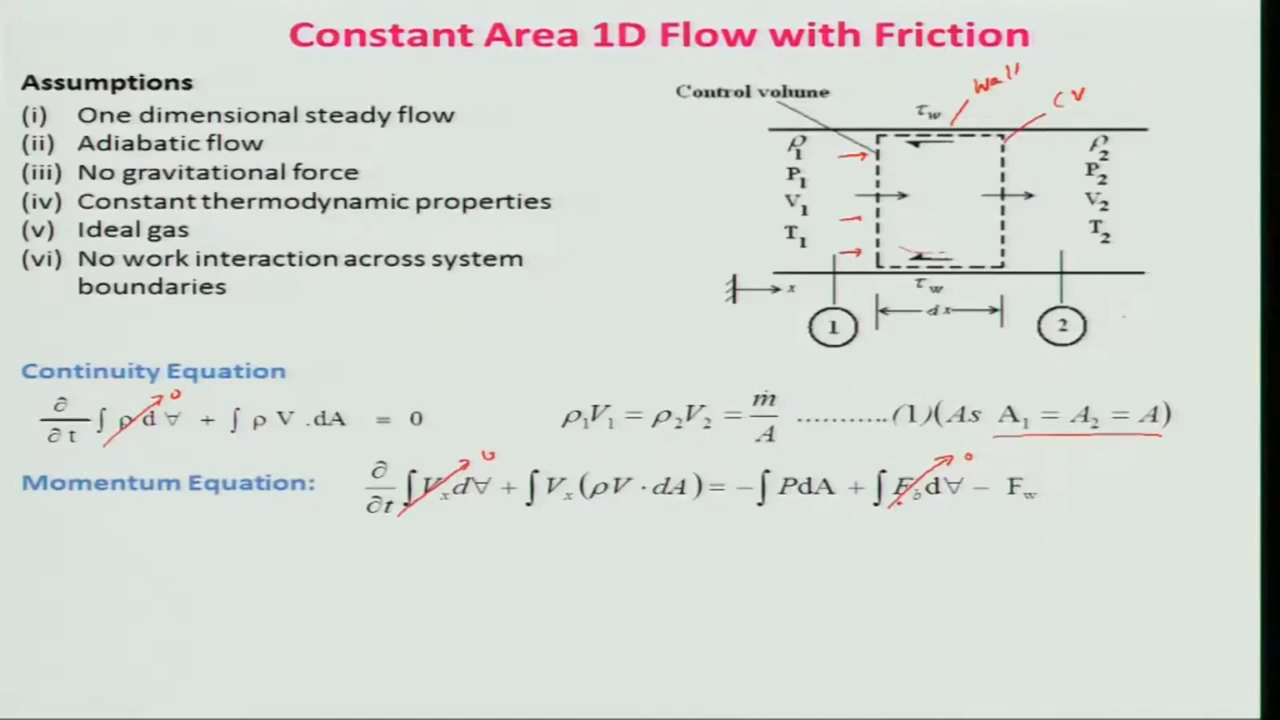 Constant Area 1D Flow with Friction
Assumptions
(i) One dimensional steady flow
(ii) Adiabatic flow
(iii) No gravitational force
(iv) Constant thermodynamic properties
(v) Ideal gas
(vi) No work interaction across system
boundaries
Control volume
Wall
CV
τw
ρ1
P1
V1
T1
ρ2
P2
V2
T2
τw
x
dx
1
2
Continuity Equation
∂/∂t ∫ ρ d∀ + ∫ ρ V .dA = 0
0
ρ1V1 = ρ2V2 = ṁ/A ...........(1)(As A1 = A2 = A)
Momentum Equation:
∂/∂t ∫ Vx d∀ + ∫ Vx (ρV · dA) = − ∫ PdA + ∫ Fb d∀ − Fw
0
0